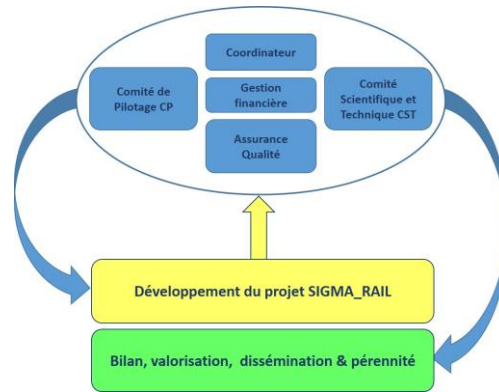 Coordinateur
Comité de
Pilotage CP
Gestion
financière
Comité
Scientifique et
Technique CST
Assurance
Qualité
Développement du projet SIGMA_RAIL
Bilan, valorisation, dissémination & pérennité